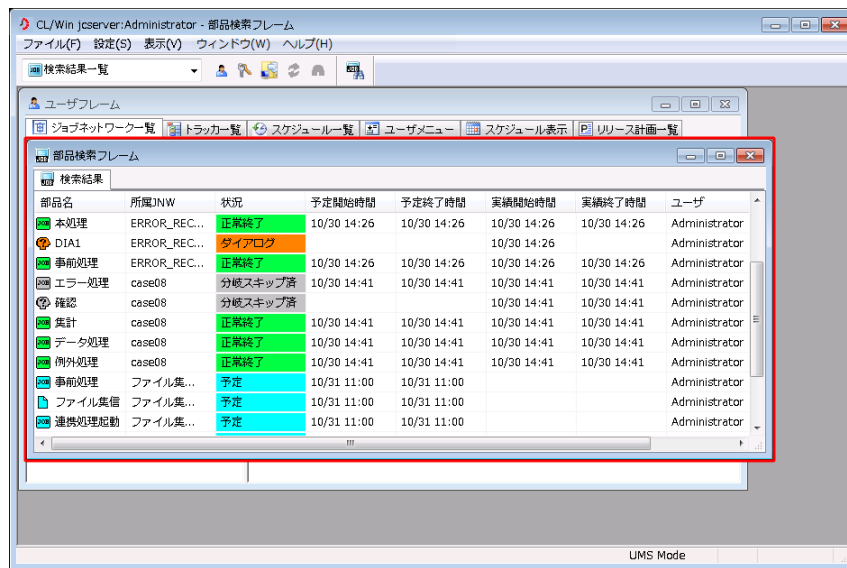 CL/Win jcserver:Administrator - 部品検索フレーム
ファイル(F) 設定(S) 表示(V) ウィンドウ(W) ヘルプ(H)
検索結果一覧
ユーザフレーム
ジョブネットワーク一覧 トラッカ一覧 スケジュール一覧 ユーザメニュー スケジュール表示 リリース計画一覧
部品検索フレーム
検索結果
部品名 所属JNW 状況 予定開始時間 予定終了時間 実績開始時間 実績終了時間 ユーザ
本処理 ERROR_REC... 正常終了 10/30 14:26 10/30 14:26 10/30 14:26 10/30 14:26 Administrator
DIA1 ERROR_REC... ダイアログ 10/30 14:26 Administrator
事前処理 ERROR_REC... 正常終了 10/30 14:26 10/30 14:26 10/30 14:26 10/30 14:26 Administrator
エラー処理 case08 分岐スキップ済 10/30 14:41 10/30 14:41 10/30 14:41 10/30 14:41 Administrator
確認 case08 分岐スキップ済 10/30 14:41 10/30 14:41 Administrator
集計 case08 正常終了 10/30 14:41 10/30 14:41 10/30 14:41 10/30 14:41 Administrator
データ処理 case08 正常終了 10/30 14:41 10/30 14:41 10/30 14:41 10/30 14:41 Administrator
例外処理 case08 正常終了 10/30 14:41 10/30 14:41 10/30 14:41 10/30 14:41 Administrator
事前処理 ファイル集... 予定 10/31 11:00 10/31 11:00 Administrator
ファイル集信 ファイル集... 予定 10/31 11:00 10/31 11:00 Administrator
連携処理起動 ファイル集... 予定 10/31 11:00 10/31 11:00 Administrator
UMS Mode